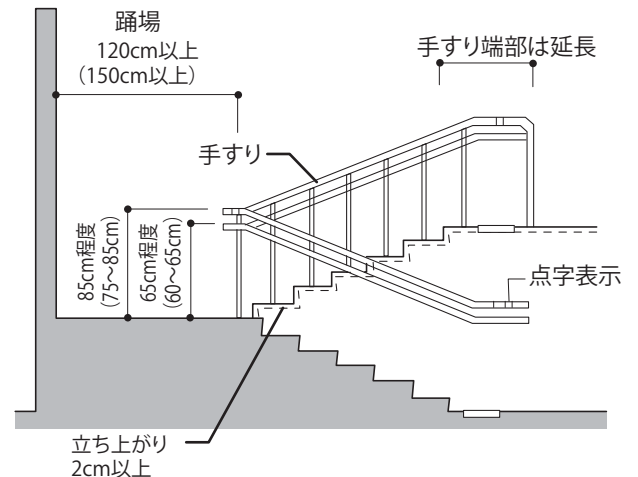 踊場
120cm以上
（150cm以上）
手すり端部は延長
手すり
85cm程度
(75～85cm)
65cm程度
(60～65cm)
点字表示
立ち上がり
2cm以上